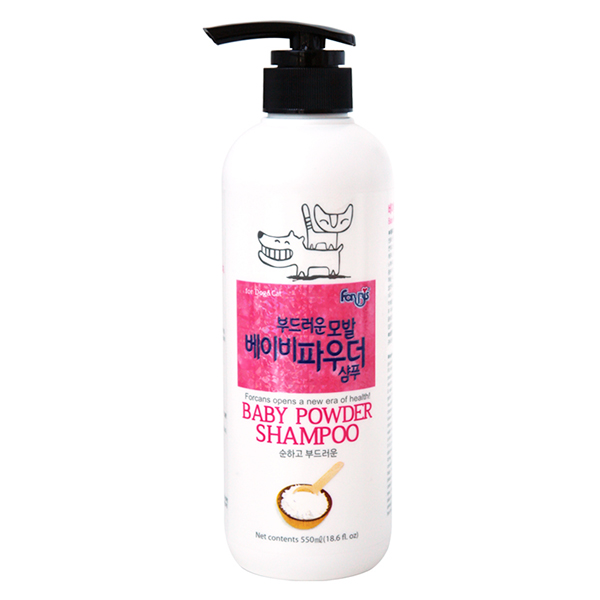 for Dog&Cat
부드러운 모발
베이비파우더
샴푸
Forcans opens a new era of health!
BABY POWDER
SHAMPOO
순하고 부드러운
Net contents 550㎖(18.6 fl. oz)